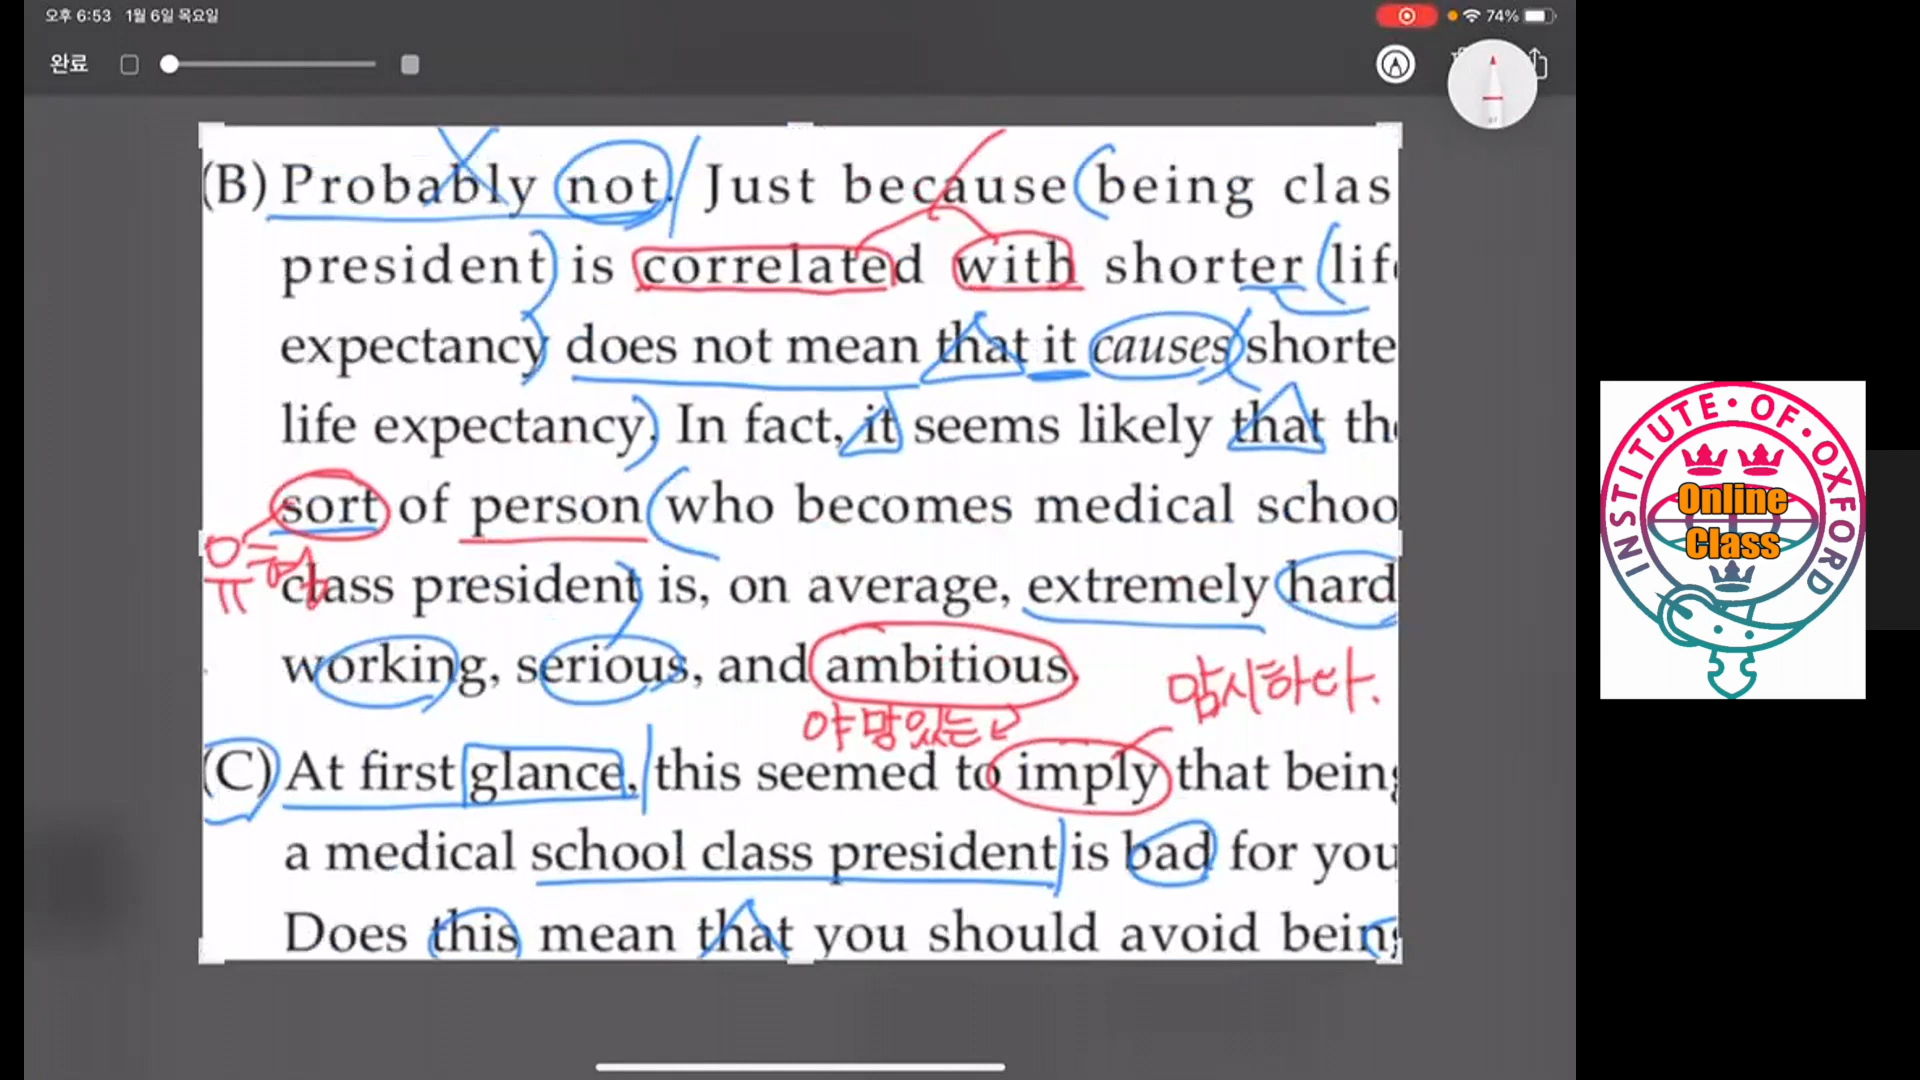 오후 6:53 1월 6일 목요일
74%
완료
(B) Probably not. Just because being clas
president is correlated with shorter life
expectancy does not mean that it causes shorte
life expectancy. In fact, it seems likely that the
sort of person who becomes medical schoo
유형
class president is, on average, extremely hard
working, serious, and ambitious.
암시하다.
야망있는
(C) At first glance, this seemed to imply that being
a medical school class president is bad for you
Does this mean that you should avoid being
INSTITUTE • OF • OXFORD
Online
Class